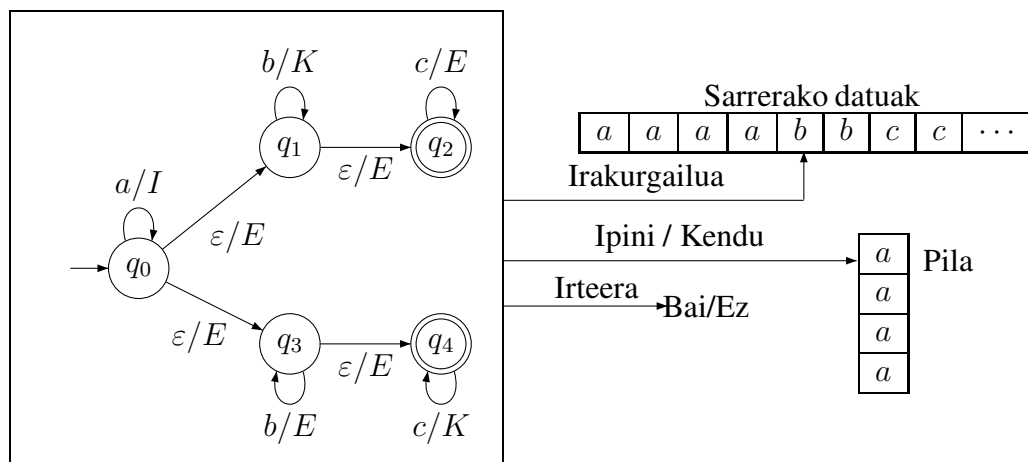 b/K
c/E
q1
q2
ε/E
a/I
ε/E
q0
ε/E
q3
q4
ε/E
b/E
c/K
Sarrerako datuak
a a a a b b c c ⋯
Irakurgailua
Ipini / Kendu
Irteera
Bai/Ez
a
a
a
a
Pila